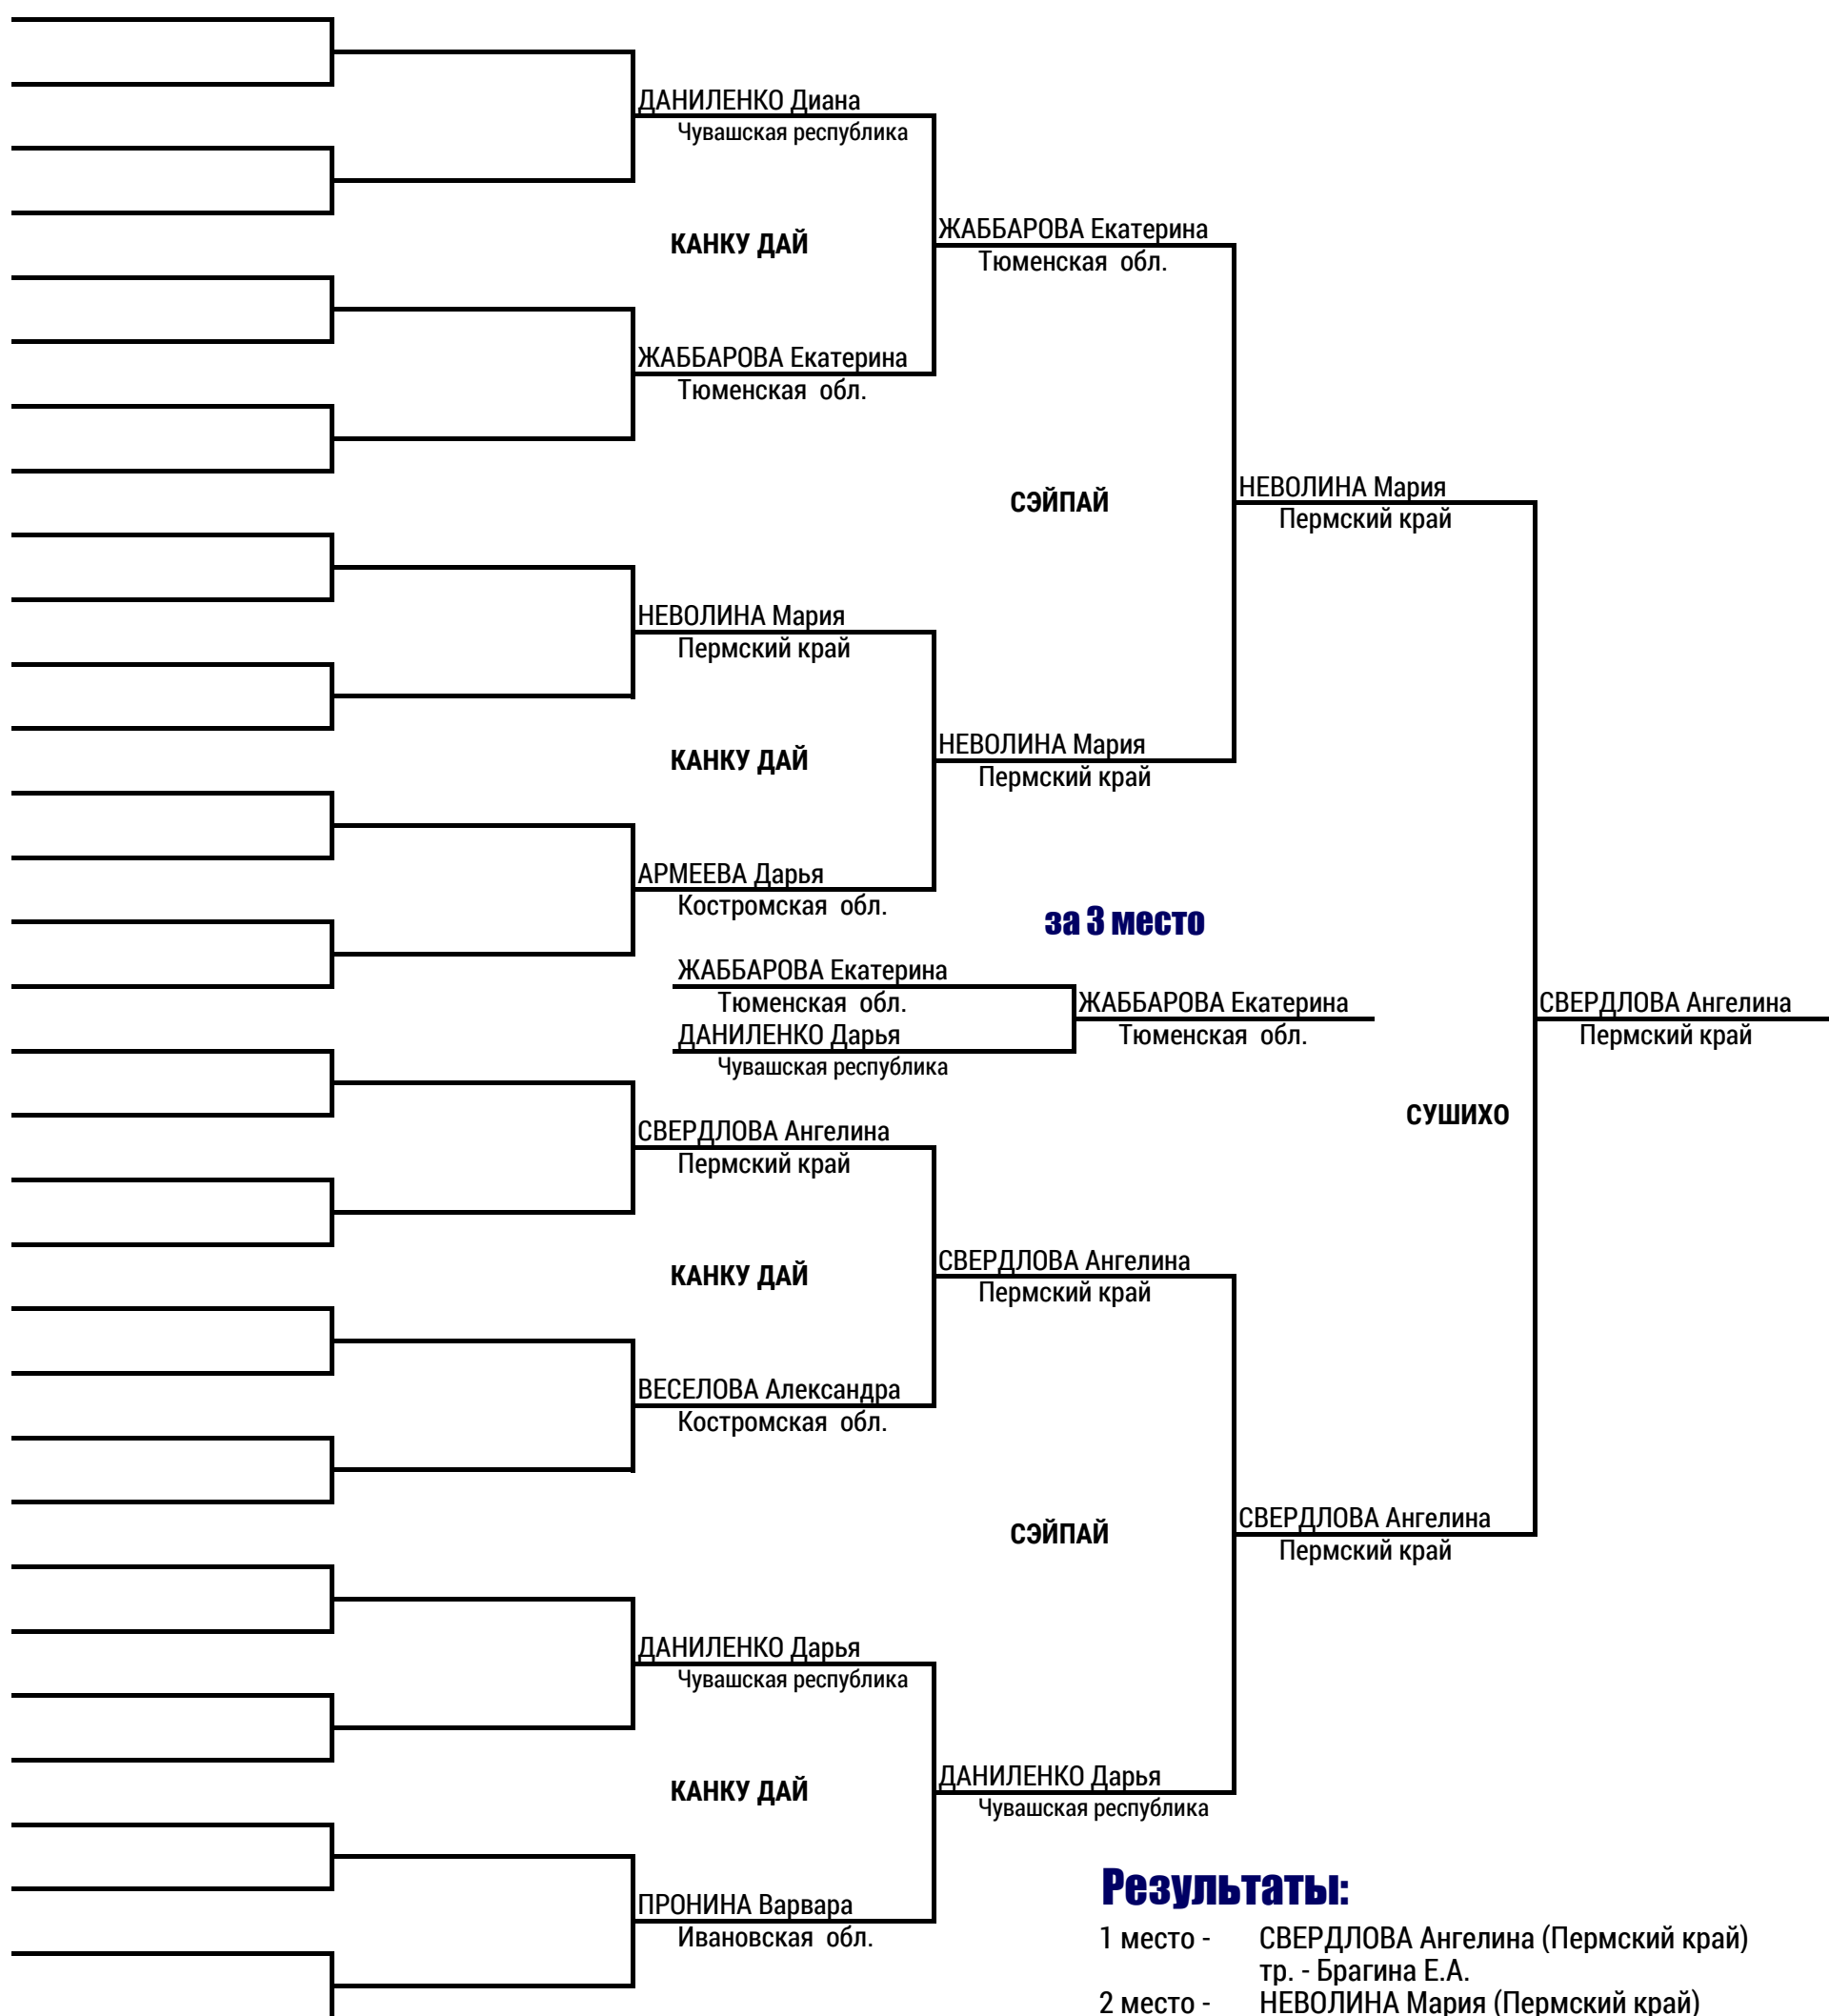 ДАНИЛЕНКО Диана
Чувашская республика
КАНКУ ДАЙ
ЖАББАРОВА Екатерина
Тюменская обл.
ЖАББАРОВА Екатерина
Тюменская обл.
СЭЙПАЙ
НЕВОЛИНА Мария
Пермский край
НЕВОЛИНА Мария
Пермский край
КАНКУ ДАЙ
НЕВОЛИНА Мария
Пермский край
АРМЕЕВА Дарья
Костромская обл.
за 3 место
ЖАББАРОВА Екатерина
Тюменская обл.
ДАНИЛЕНКО Дарья
Чувашская республика
ЖАББАРОВА Екатерина
Тюменская обл.
СВЕРДЛОВА Ангелина
Пермский край
СУШИХО
СВЕРДЛОВА Ангелина
Пермский край
КАНКУ ДАЙ
СВЕРДЛОВА Ангелина
Пермский край
ВЕСЕЛОВА Александра
Костромская обл.
СЭЙПАЙ
СВЕРДЛОВА Ангелина
Пермский край
ДАНИЛЕНКО Дарья
Чувашская республика
КАНКУ ДАЙ
ДАНИЛЕНКО Дарья
Чувашская республика
ПРОНИНА Варвара
Ивановская обл.
Результаты:
1 место - СВЕРДЛОВА Ангелина (Пермский край)
тр. - Брагина Е.А.
2 место - НЕВОЛИНА Мария (Пермский край)